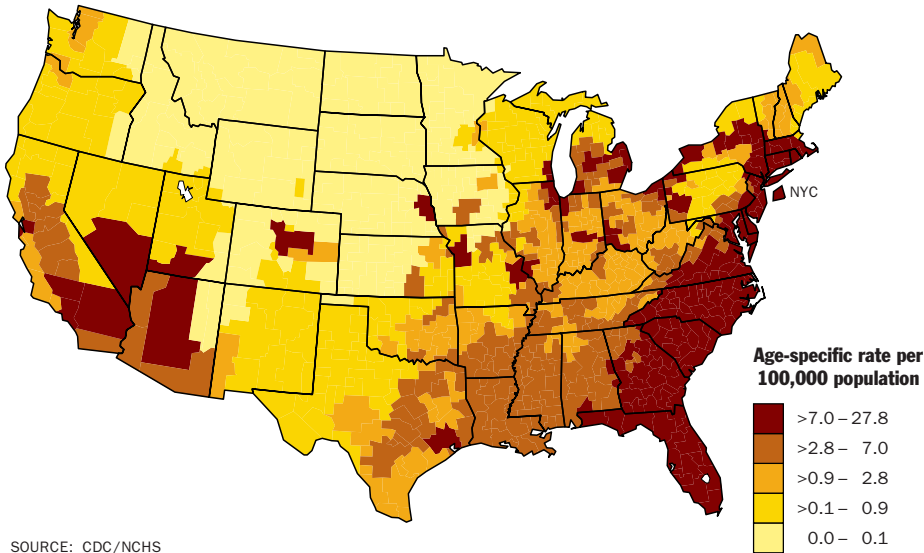 NYC
Age-specific rate per
100,000 population
>7.0 – 27.8
>2.8 – 7.0
>0.9 – 2.8
>0.1 – 0.9
0.0 – 0.1
SOURCE: CDC/NCHS